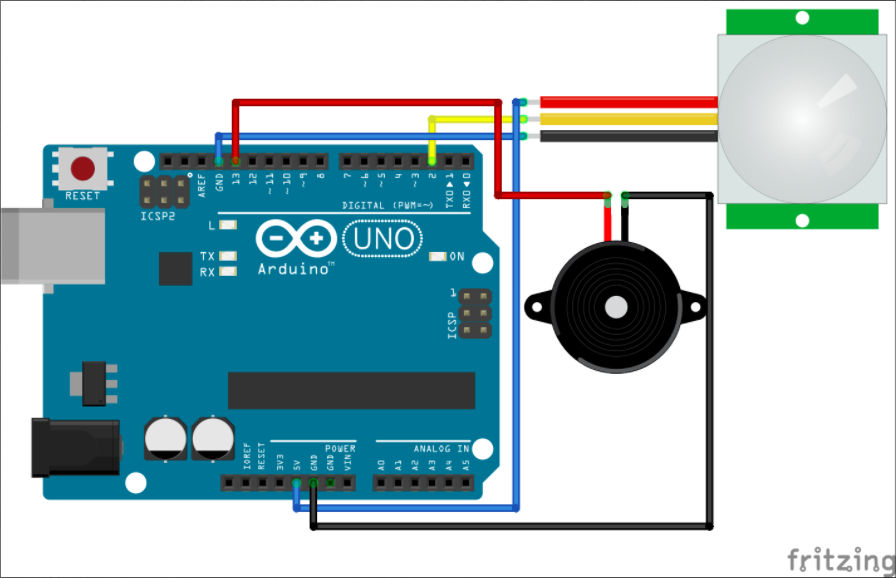 RESET
ICSP2
AREF
GND
13
12
~11
~10
~9
8
7
~6
~5
4
~3
2
TX0▶1
RX0◀0
DIGITAL (PWM=~)
L
TX
RX
Arduino™
UNO
ON
1
ICSP
POWER
ANALOG IN
IOREF
RESET
3V3
5V
GND
GND
VIN
A0
A1
A2
A3
A4
A5
fritzing